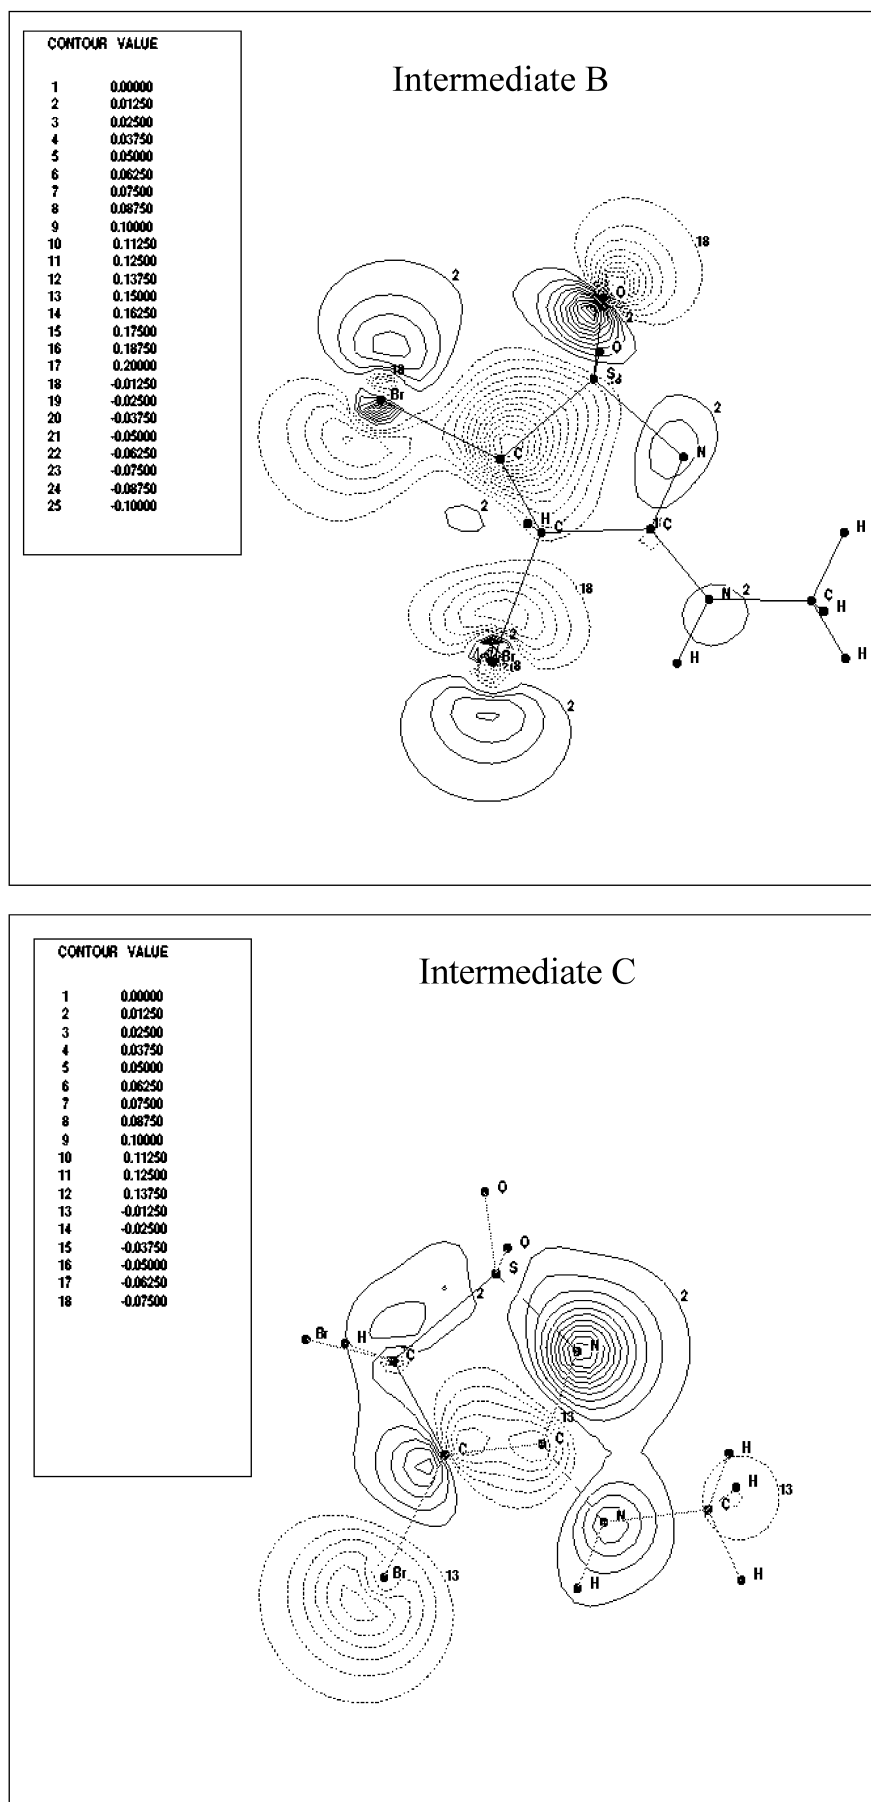 CONTOUR VALUE
Intermediate B
1 0.00000
2 0.01250
3 0.02500
4 0.03750
5 0.05000
6 0.06250
7 0.07500
8 0.08750
9 0.10000
10 0.11250
11 0.12500
12 0.13750
13 0.15000
14 0.16250
15 0.17500
16 0.18750
17 0.20000
18 -0.01250
19 -0.02500
20 -0.03750
21 -0.05000
22 -0.06250
23 -0.07500
24 -0.08750
25 -0.10000
18
2
O
2
O
18
S
Br
2
C
N
2
H C
C
H
18
N 2
C
H
2
Br
H
H
18
2
CONTOUR VALUE
Intermediate C
1 0.00000
2 0.01250
3 0.02500
4 0.03750
5 0.05000
6 0.06250
7 0.07500
8 0.08750
9 0.10000
10 0.11250
11 0.12500
12 0.13750
13 -0.01250
14 -0.02500
15 -0.03750
16 -0.05000
17 -0.06250
18 -0.07500
O
O
S
2
2
Br H
C
N
13
C
C
H
H
13
C
N
Br
13
H
H